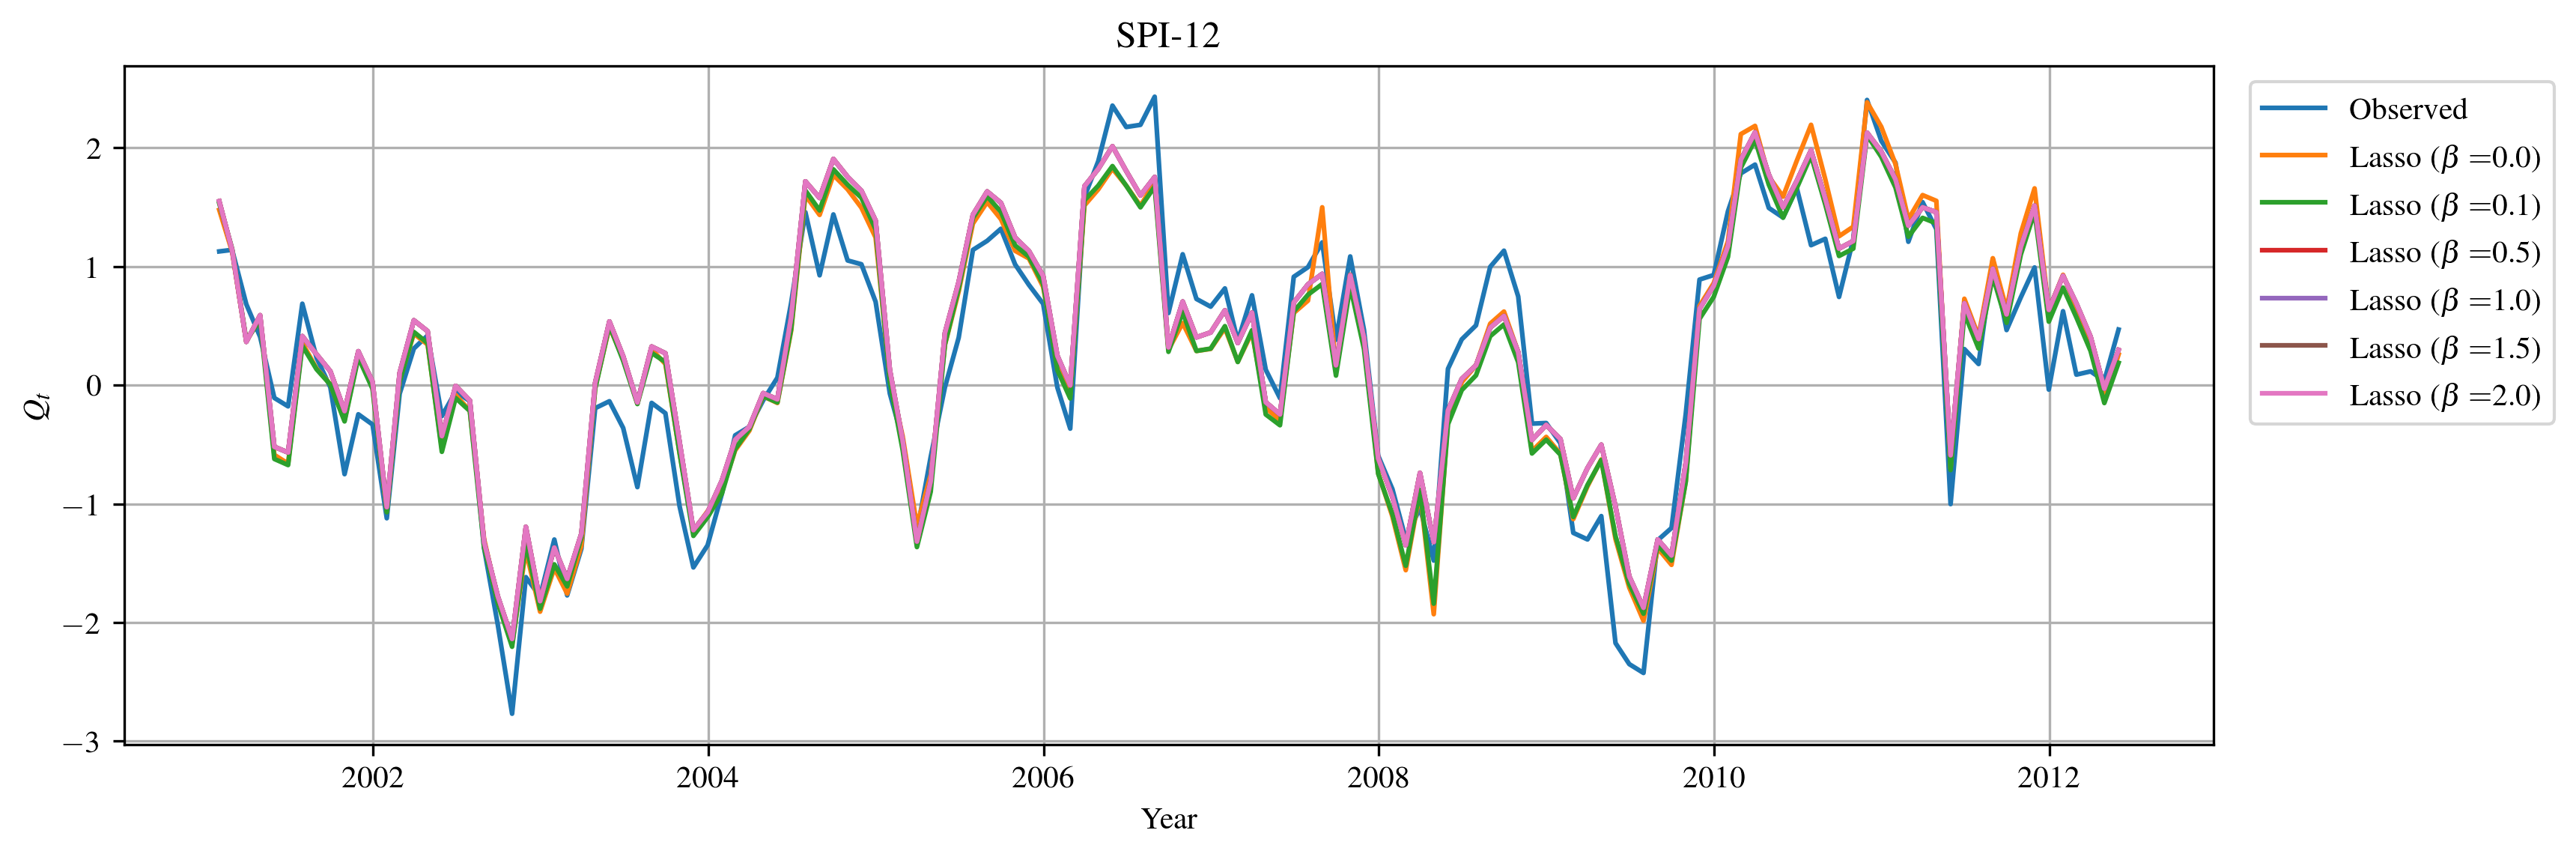 SPI-12
Observed
Lasso (β =0.0)
Lasso (β =0.1)
Lasso (β =0.5)
Lasso (β =1.0)
Lasso (β =1.5)
Lasso (β =2.0)
2
1
0
−1
−2
−3
Qt
2002 2004 2006 2008 2010 2012
Year